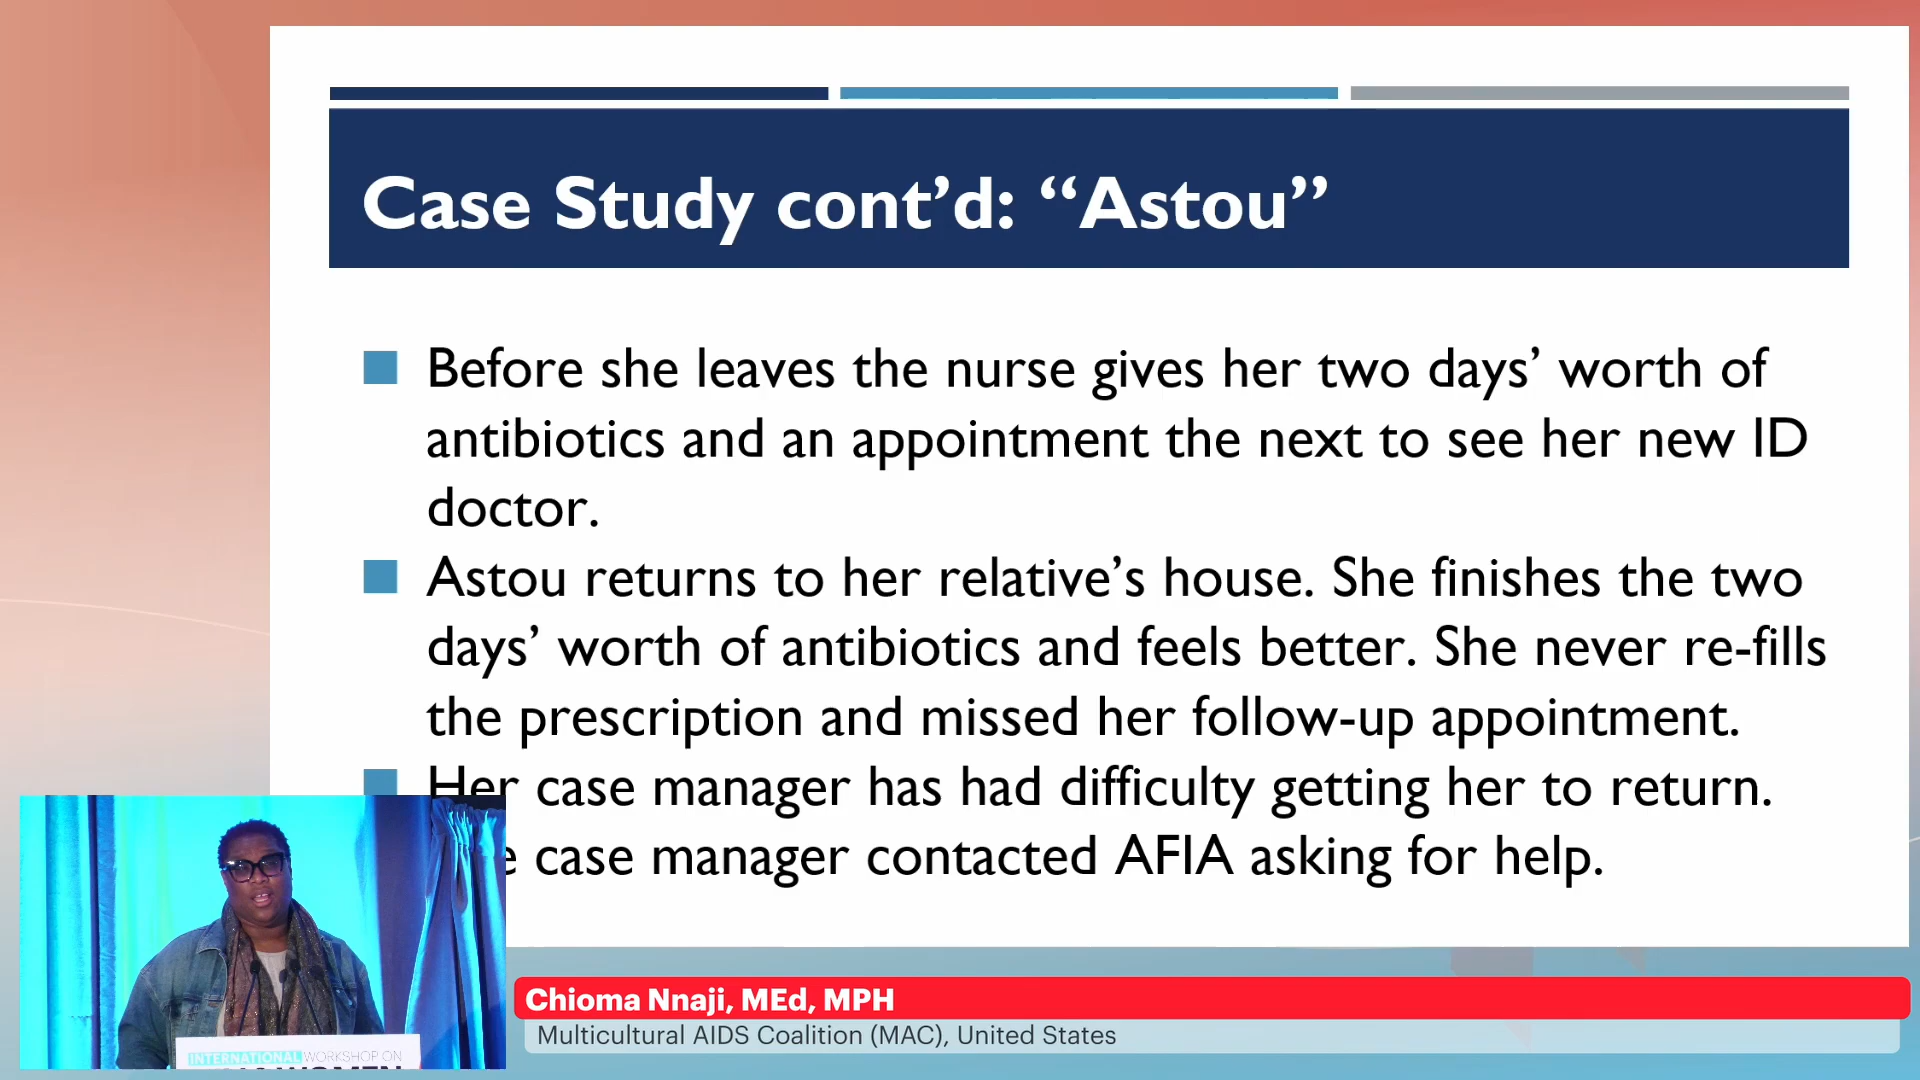 Case Study cont’d: “Astou”
Before she leaves the nurse gives her two days’ worth of
antibiotics and an appointment the next to see her new ID
doctor.
Astou returns to her relative’s house. She finishes the two
days’ worth of antibiotics and feels better. She never re-fills
the prescription and missed her follow-up appointment.
Her case manager has had difficulty getting her to return.
case manager contacted AFIA asking for help.
Chioma Nnaji, MEd, MPH
Multicultural AIDS Coalition (MAC), United States
INTERNATIONAL WORKSHOP ON
WOMEN